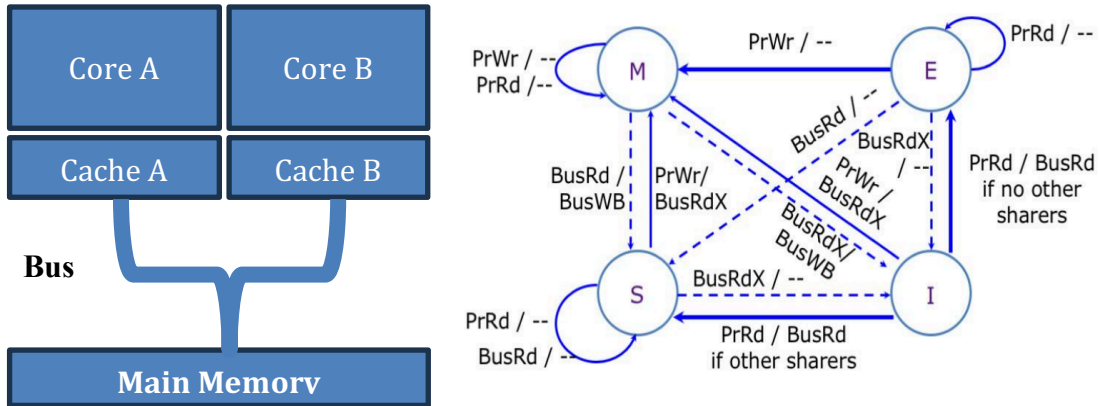 Core A
Core B
Cache A
Cache B
Bus
Main Memory
PrWr / --
PrRd /--
M
PrWr / --
E
PrRd / --
BusRd /
BusWB
PrWr/
BusRdX
BusRd / --
BusRdX
/ --
PrWr /
BusRdX
BusRdX/
BusWB
PrRd / BusRd
if no other
sharers
S
BusRdX / --
I
PrRd / --
BusRd / --
PrRd / BusRd
if other sharers